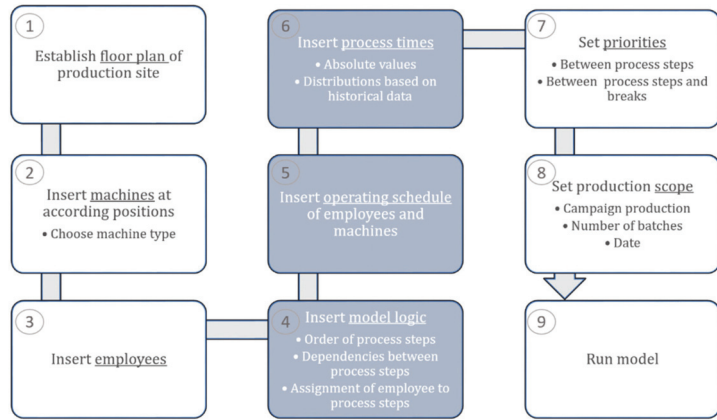 1
Establish floor plan of
production site
2
Insert machines at
according positions
• Choose machine type
3
Insert employees
4
Insert model logic
• Order of process steps
• Dependencies between
process steps
• Assignment of employee to
process steps
5
Insert operating schedule
of employees and
machines
6
Insert process times
• Absolute values
• Distributions based on
historical data
7
Set priorities
• Between process steps
• Between process steps and
breaks
8
Set production scope
• Campaign production
• Number of batches
• Date
9
Run model